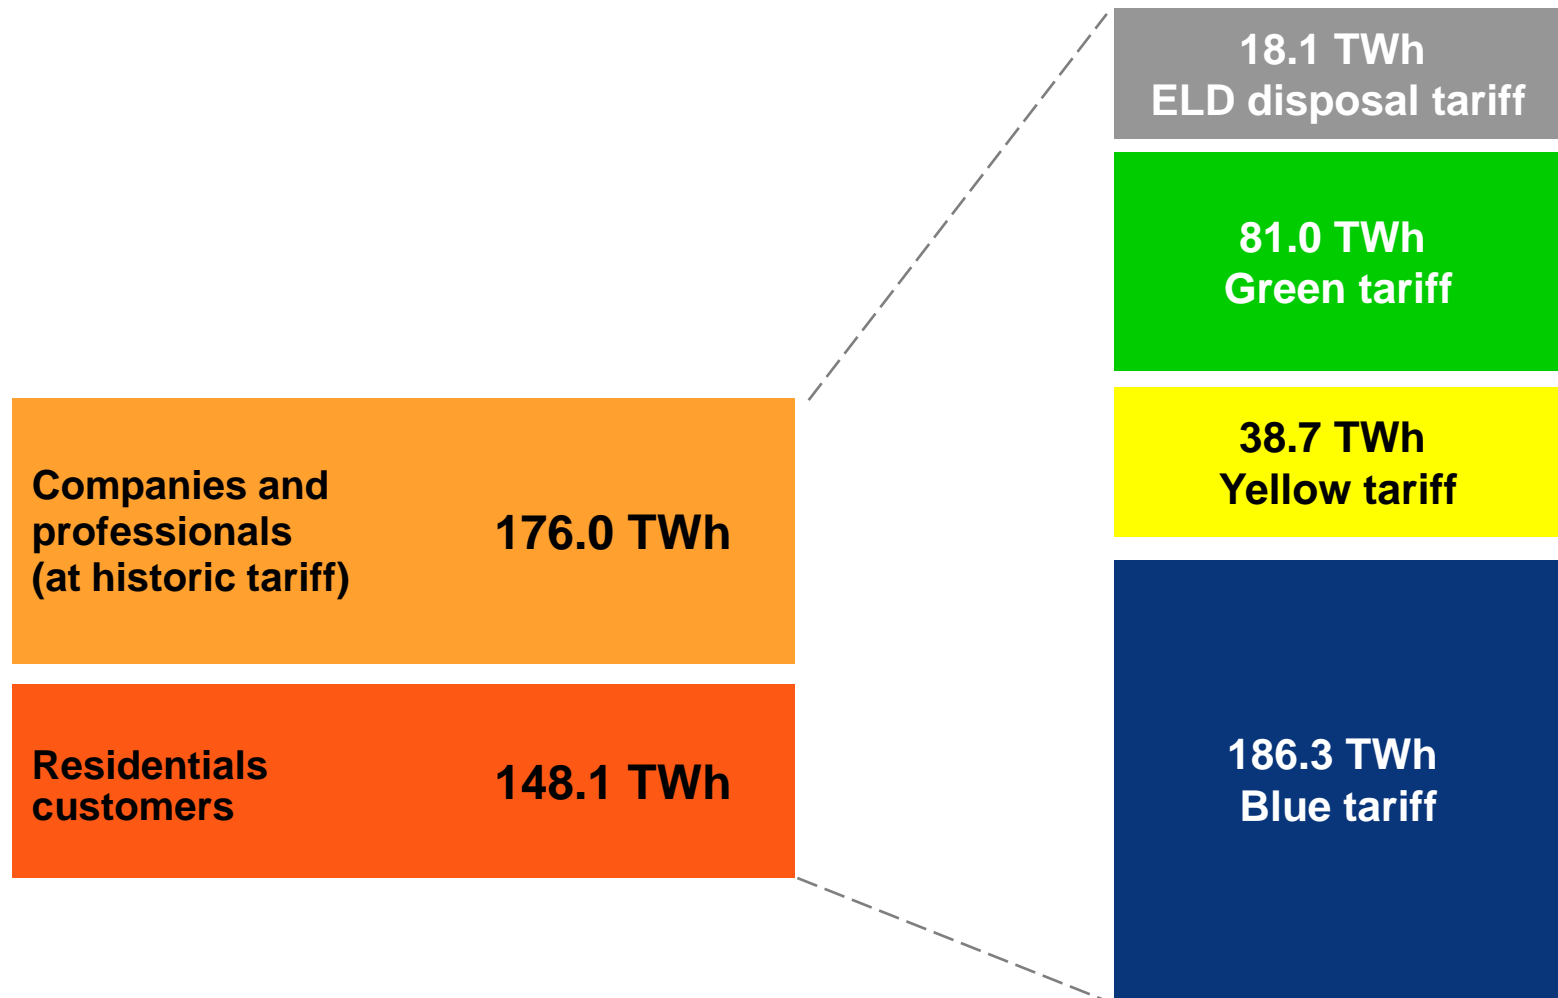 Companies and
professionals
(at historic tariff)
176.0 TWh
Residentials
customers
148.1 TWh
18.1 TWh
ELD disposal tariff
81.0 TWh
Green tariff
38.7 TWh
Yellow tariff
186.3 TWh
Blue tariff